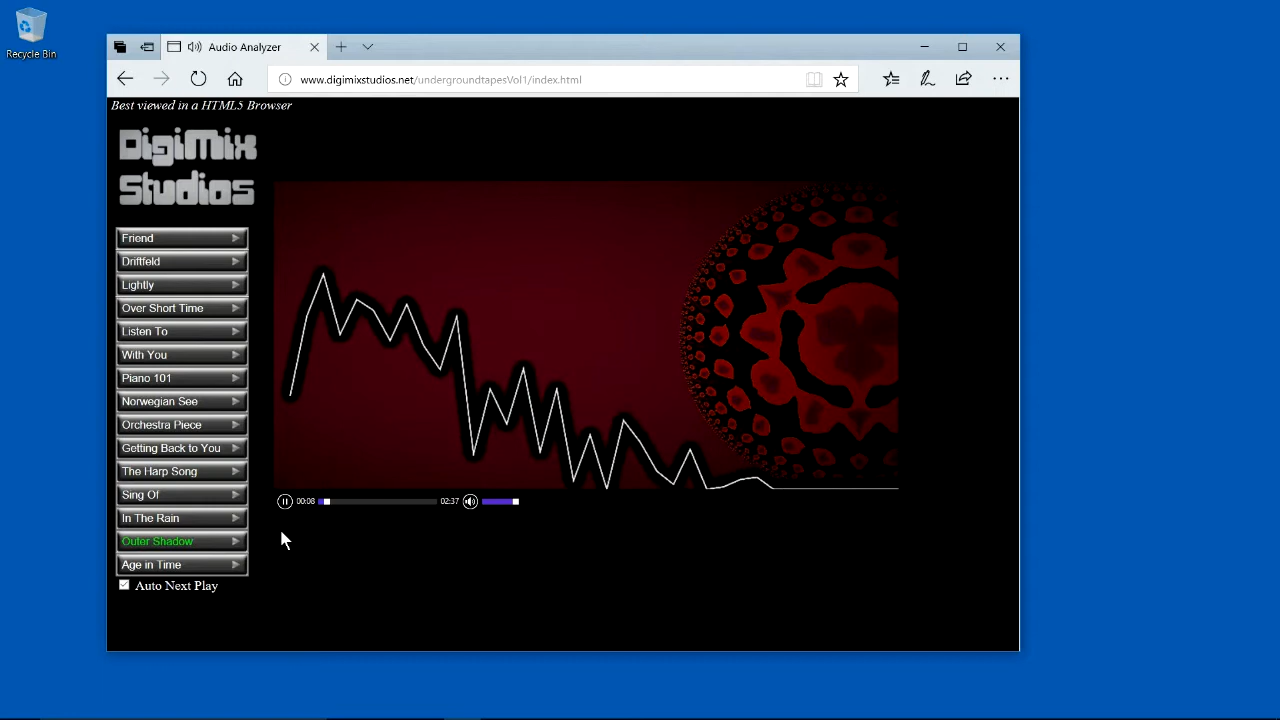 Recycle Bin
Audio Analyzer
www.digimixstudios.net/undergroundtapesVol1/index.html
Best viewed in a HTML5 Browser
DigiMix
Studios
Friend
Driftfeld
Lightly
Over Short Time
Listen To
With You
Piano 101
Norwegian See
Orchestra Piece
Getting Back to You
The Harp Song
Sing Of
In The Rain
Outer Shadow
Age in Time
Auto Next Play
00:08 02:37